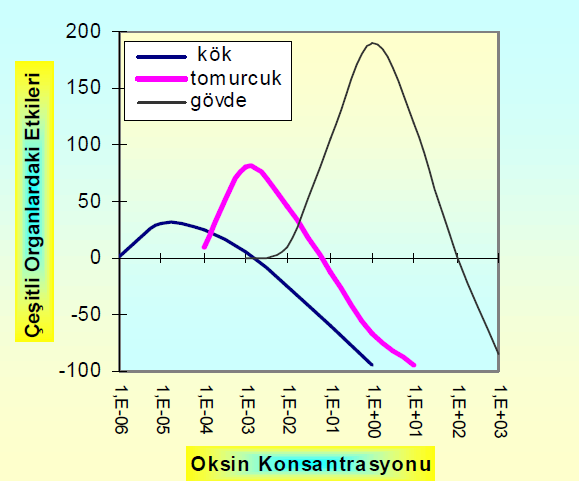 200
150
100
50
0
-50
-100
kök
tomurcuk
gövde
Çeşitli Organlardaki Etkileri
1,E-06
1,E-05
1,E-04
1,E-03
1,E-02
1,E-01
1,E+00
1,E+01
1,E+02
1,E+03
Oksin Konsantrasyonu